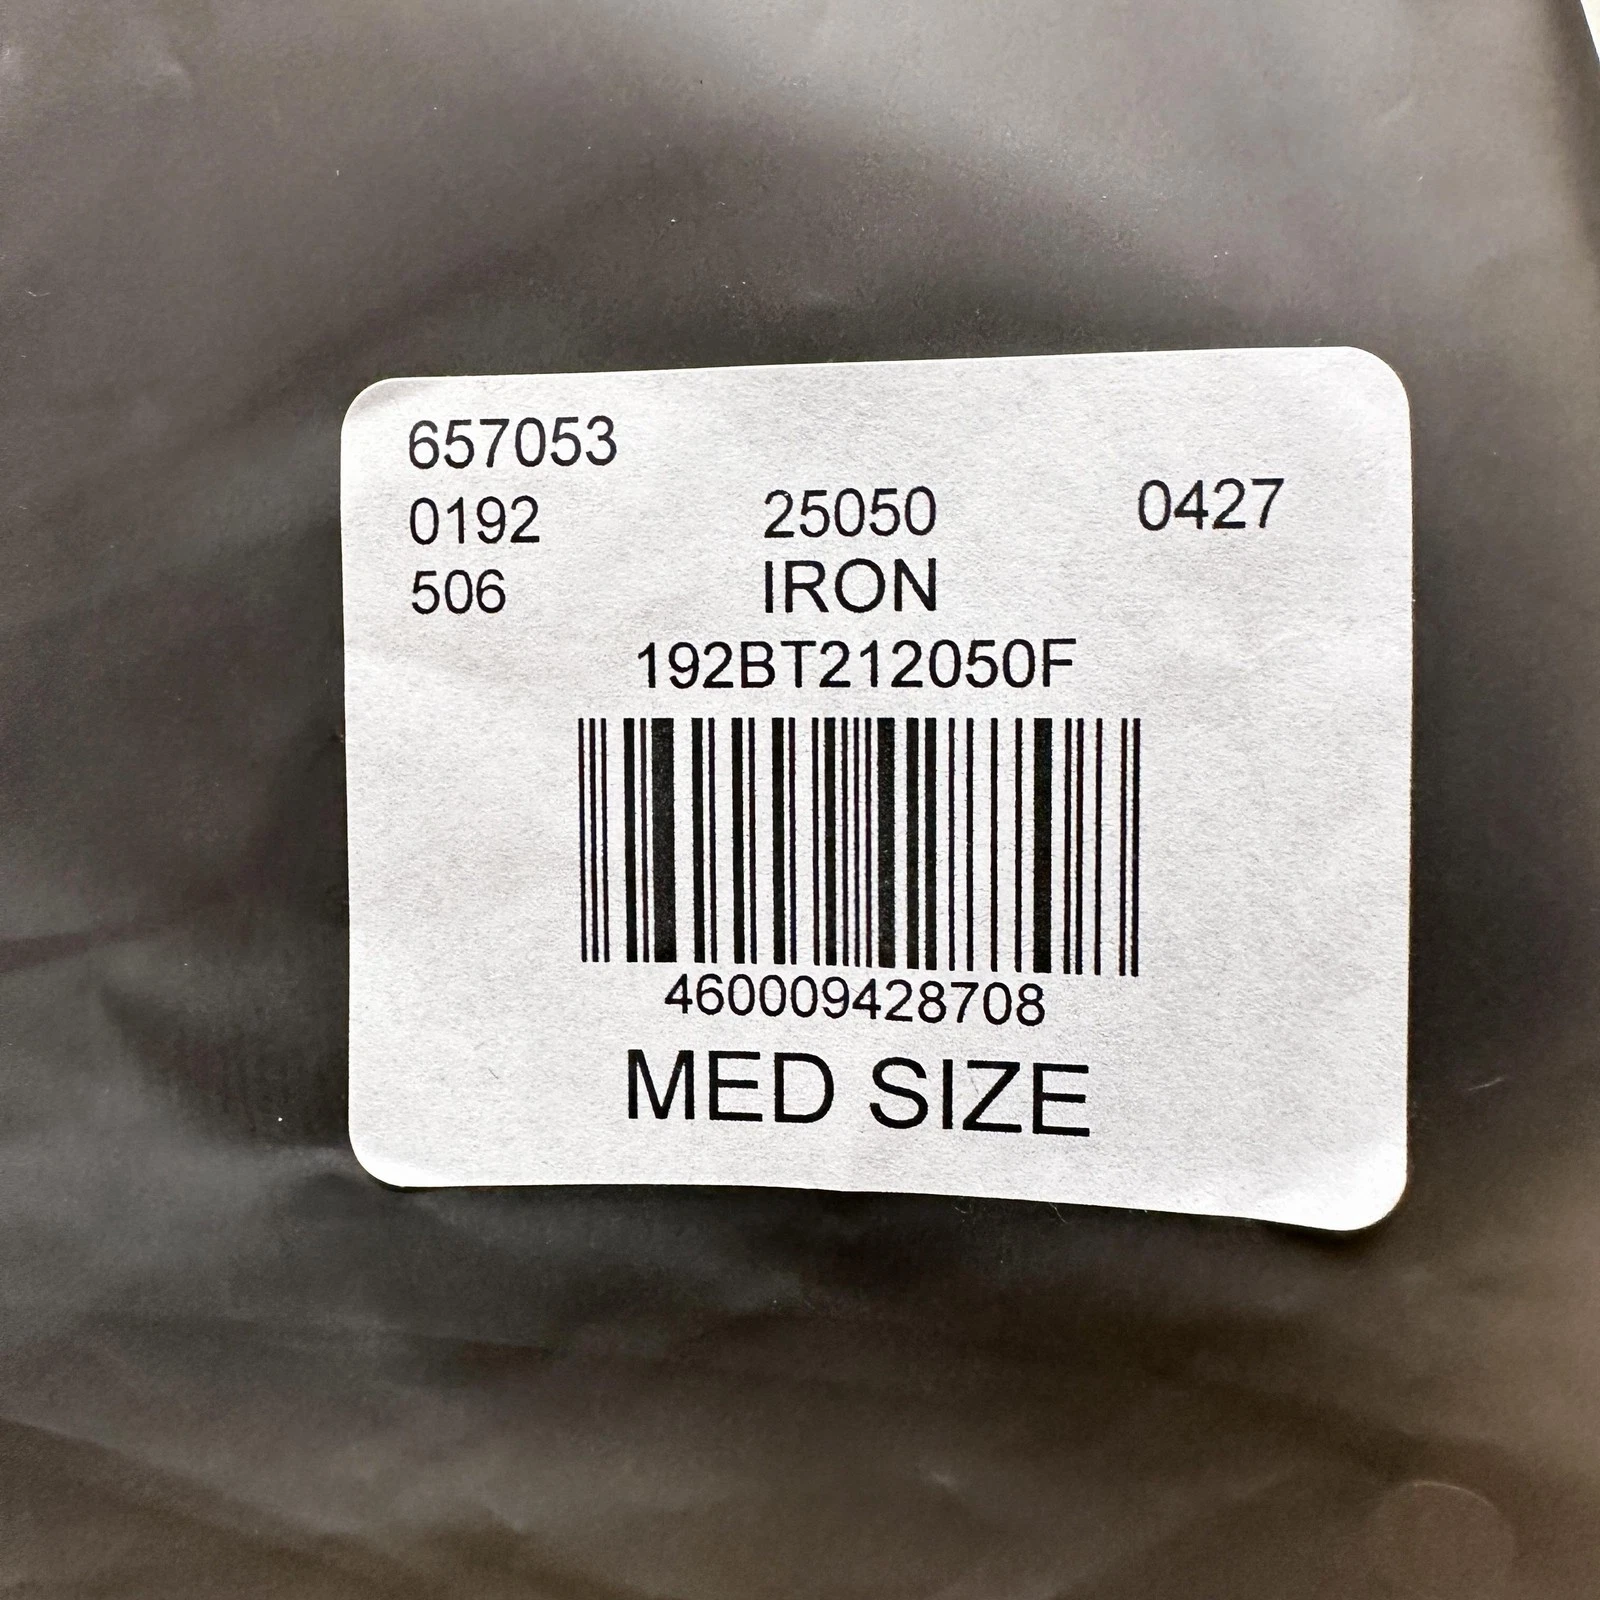 657053
0192 25050 0427
506 IRON
192BT212050F
460009428708
MED SIZE